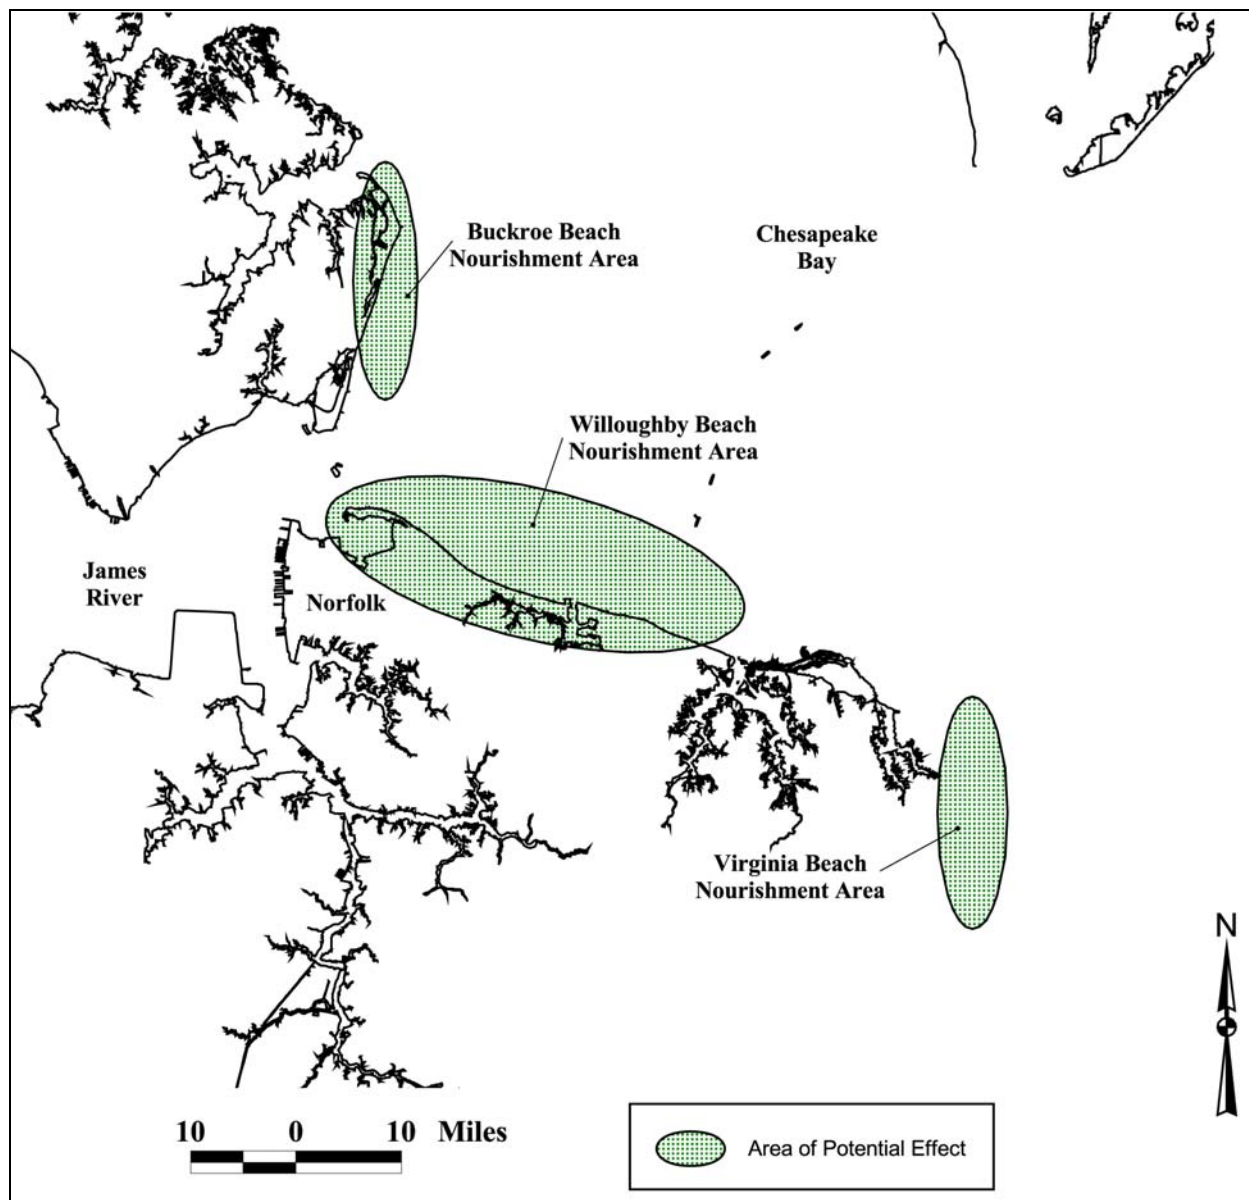 Buckroe Beach
Nourishment Area
Chesapeake
Bay
Willoughby Beach
Nourishment Area
James
River
Norfolk
Virginia Beach
Nourishment Area
N
10 0 10 Miles
Area of Potential Effect